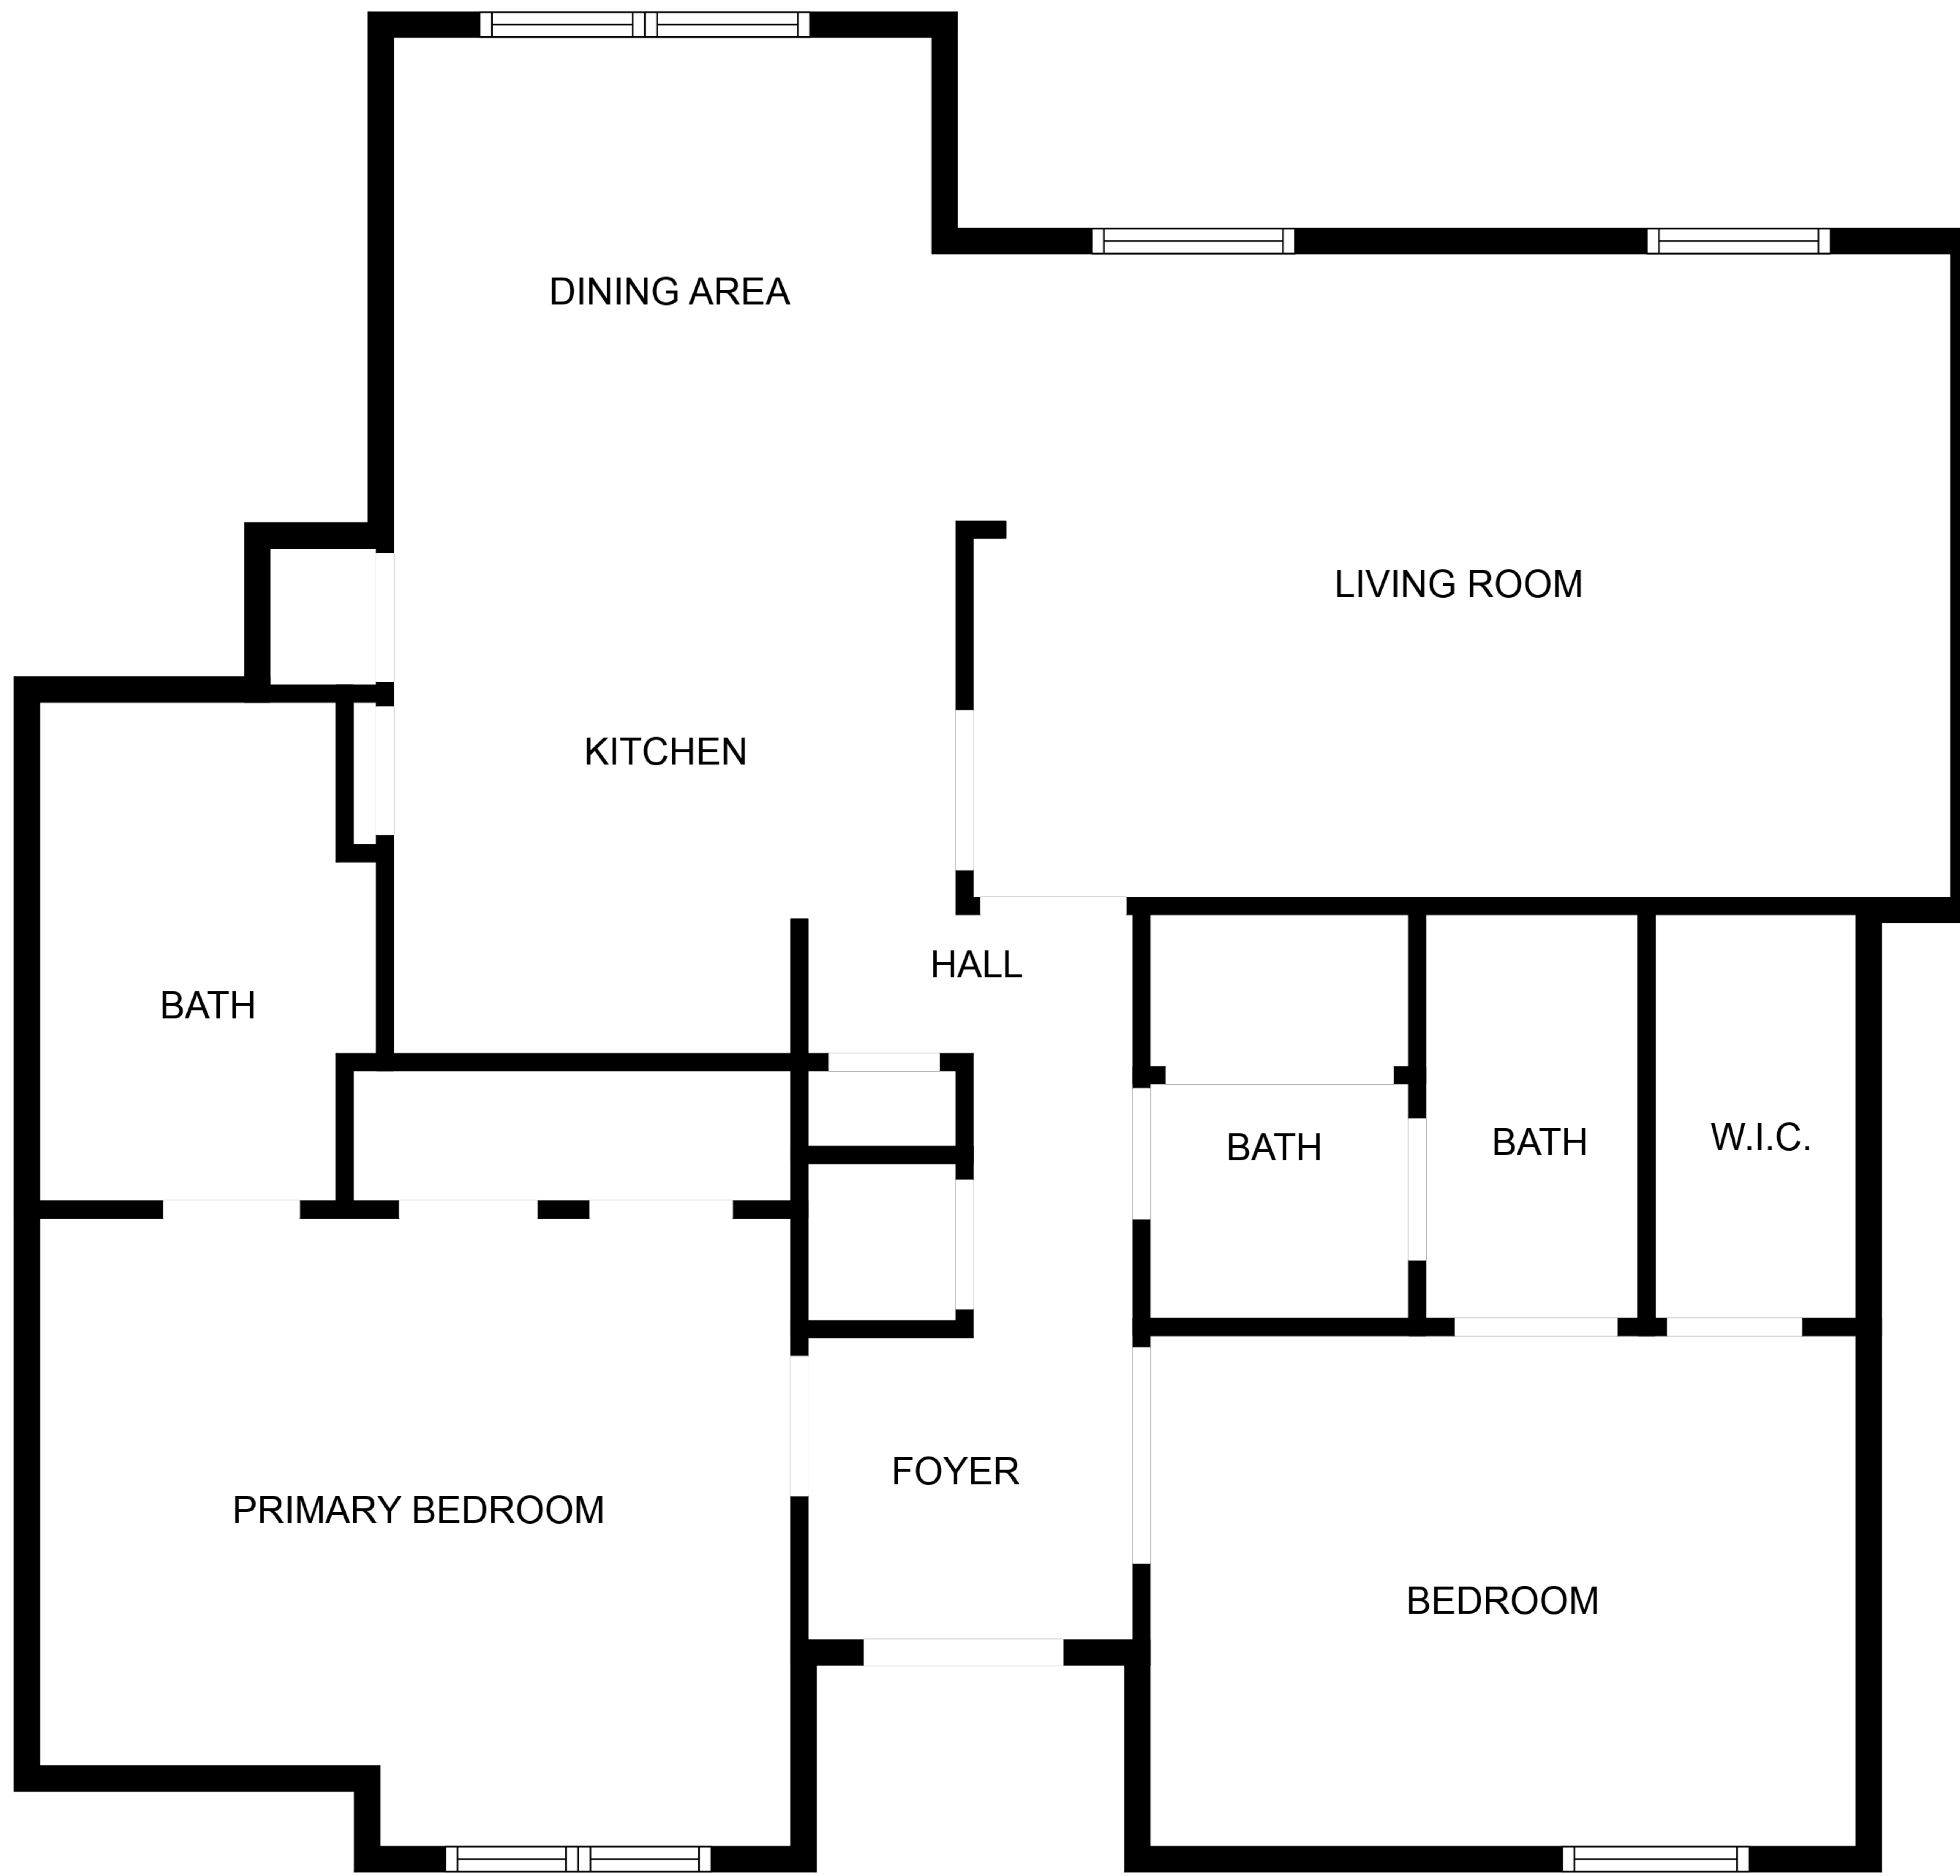 DINING AREA
LIVING ROOM
KITCHEN
HALL
BATH
BATH
BATH
W.I.C.
FOYER
PRIMARY BEDROOM
BEDROOM